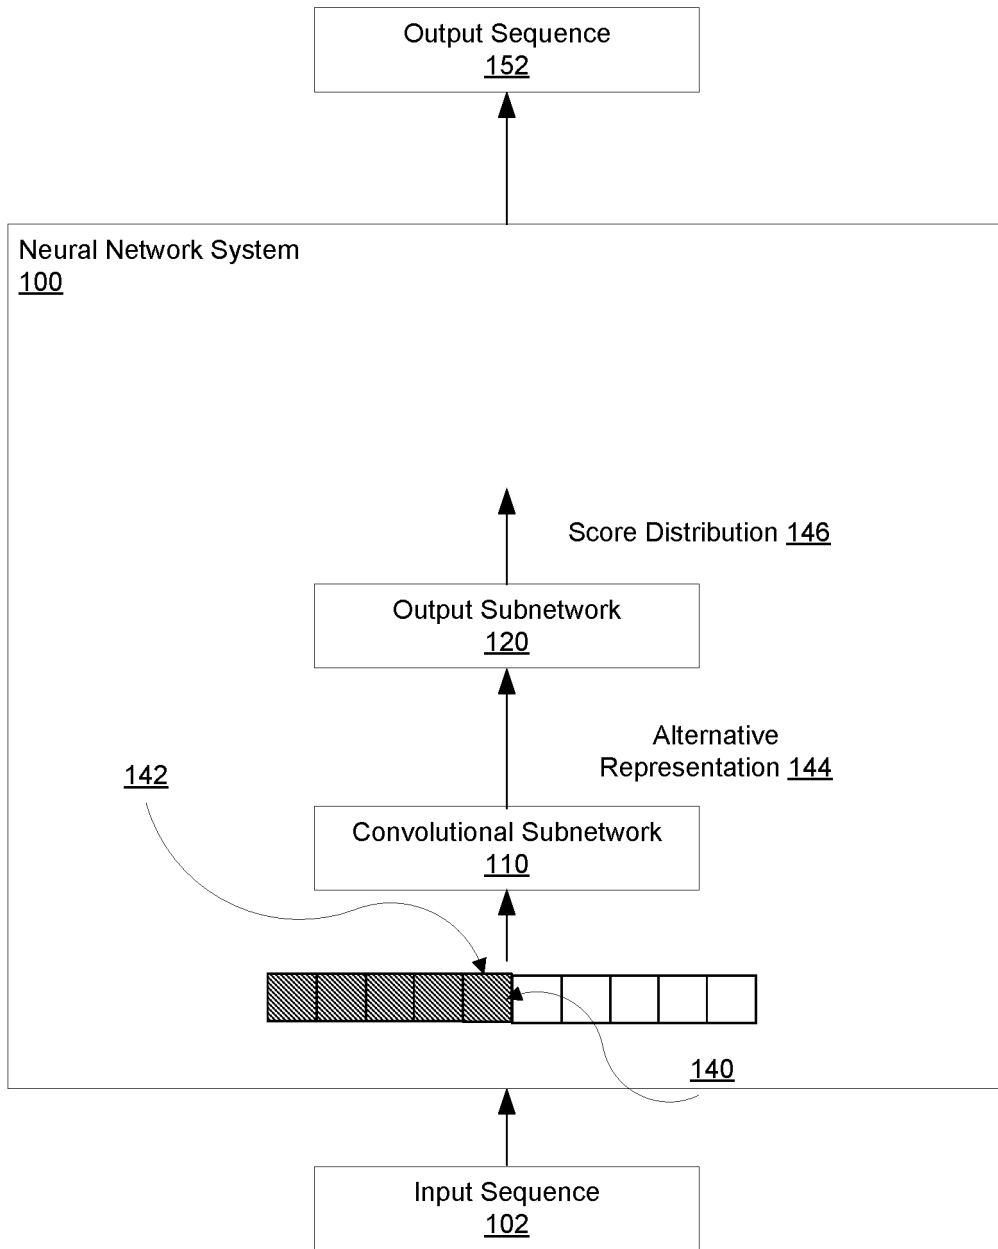 Output Sequence
152
Neural Network System
100
Score Distribution 146
Output Subnetwork
120
Alternative
Representation 144
142
Convolutional Subnetwork
110
140
Input Sequence
102